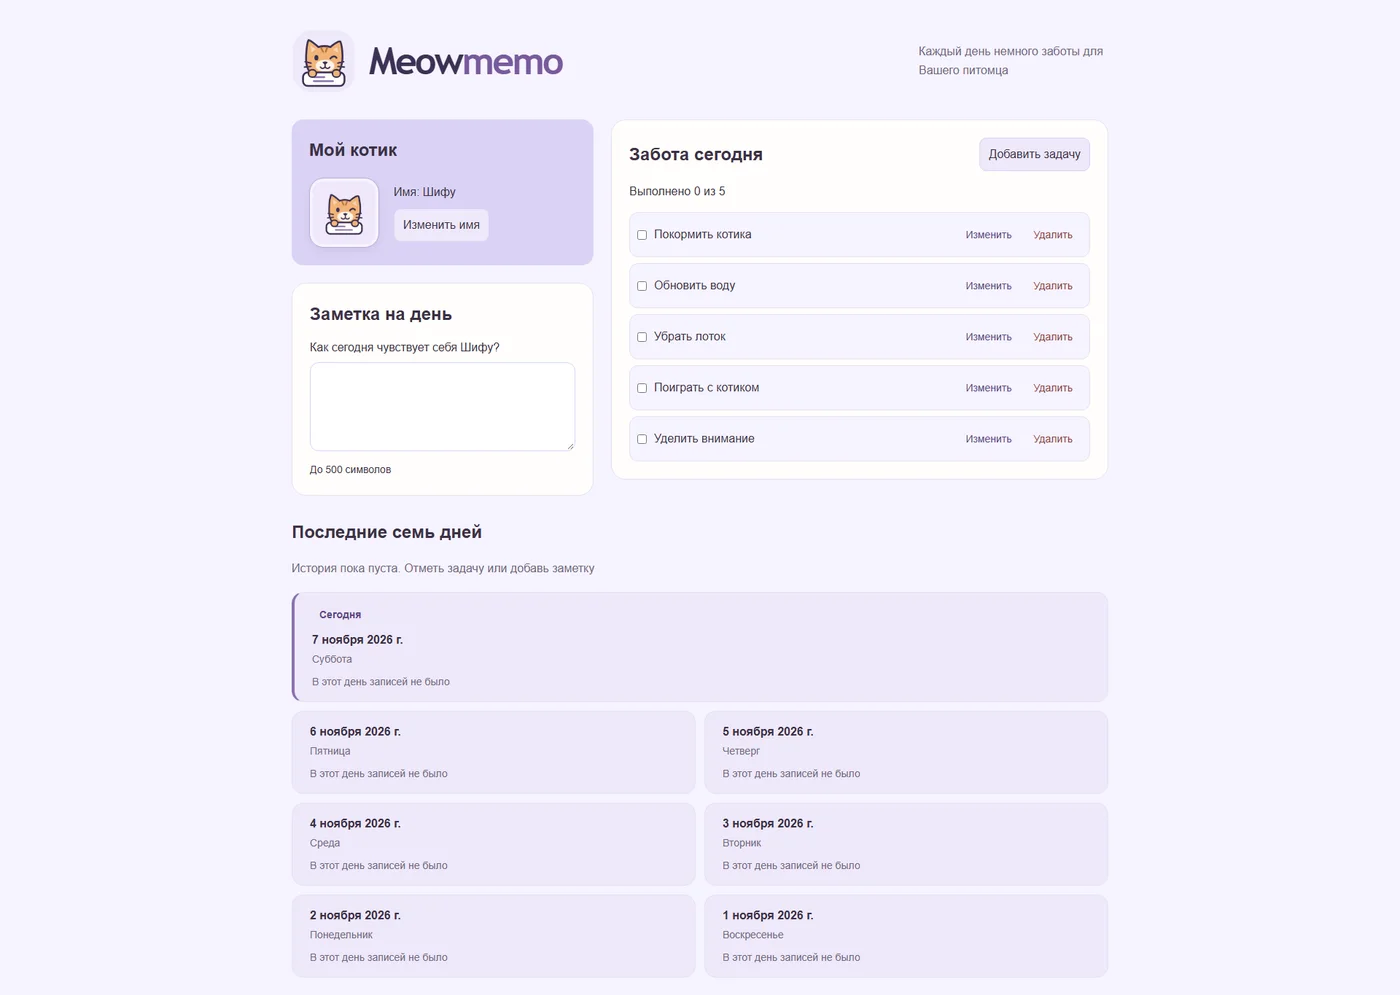 Meowmemo
Каждый день немного заботы для
Вашего питомца
Мой котик
Имя: Шифу
Изменить имя
Заметка на день
Как сегодня чувствует себя Шифу?
До 500 символов
Забота сегодня
Добавить задачу
Выполнено 0 из 5
Покормить котика Изменить Удалить
Обновить воду Изменить Удалить
Убрать лоток Изменить Удалить
Поиграть с котиком Изменить Удалить
Уделить внимание Изменить Удалить
Последние семь дней
История пока пуста. Отметь задачу или добавь заметку
Сегодня
7 ноября 2026 г.
Суббота
В этот день записей не было
6 ноября 2026 г.
Пятница
В этот день записей не было
5 ноября 2026 г.
Четверг
В этот день записей не было
4 ноября 2026 г.
Среда
В этот день записей не было
3 ноября 2026 г.
Вторник
В этот день записей не было
2 ноября 2026 г.
Понедельник
В этот день записей не было
1 ноября 2026 г.
Воскресенье
В этот день записей не было